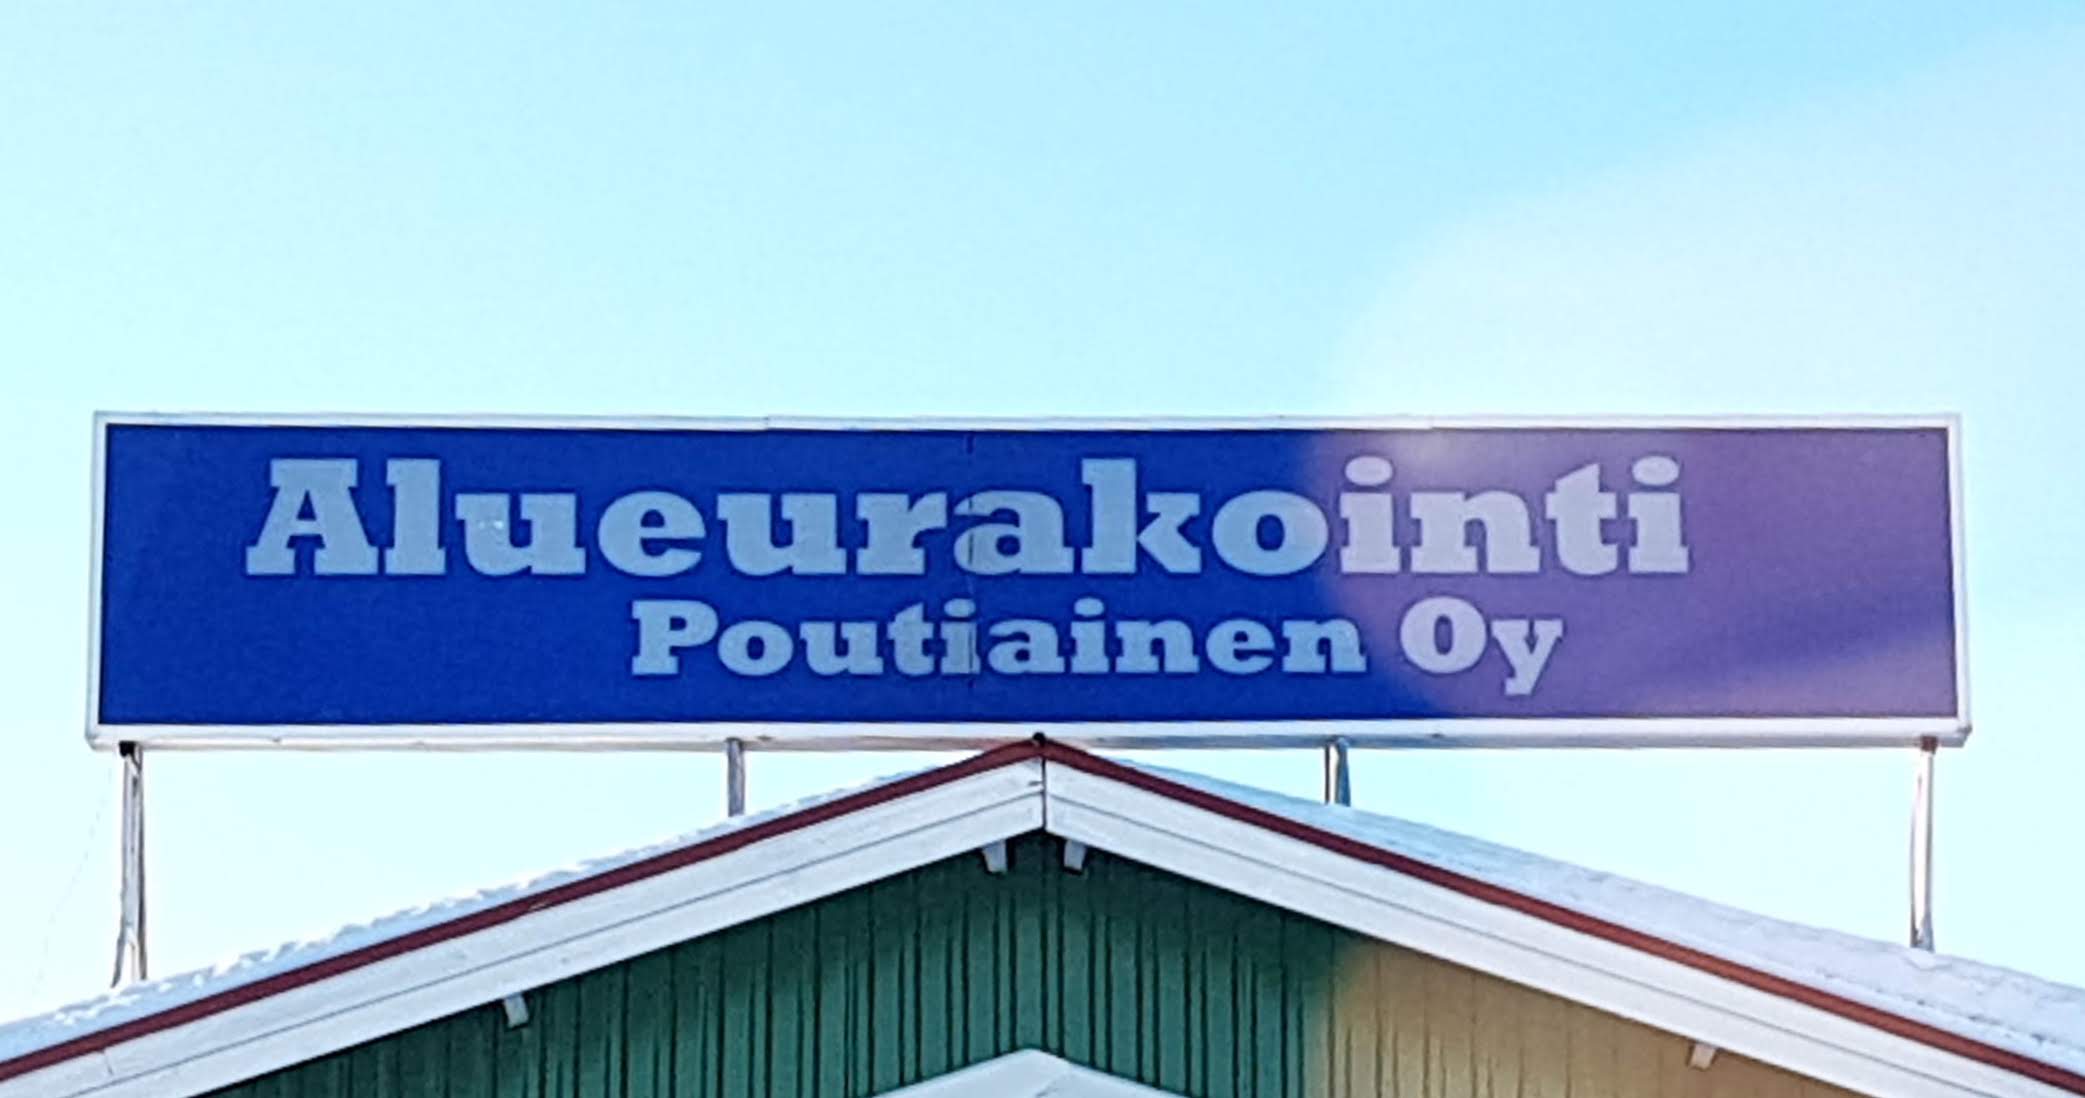 Alueurakointi
Poutiainen Oy